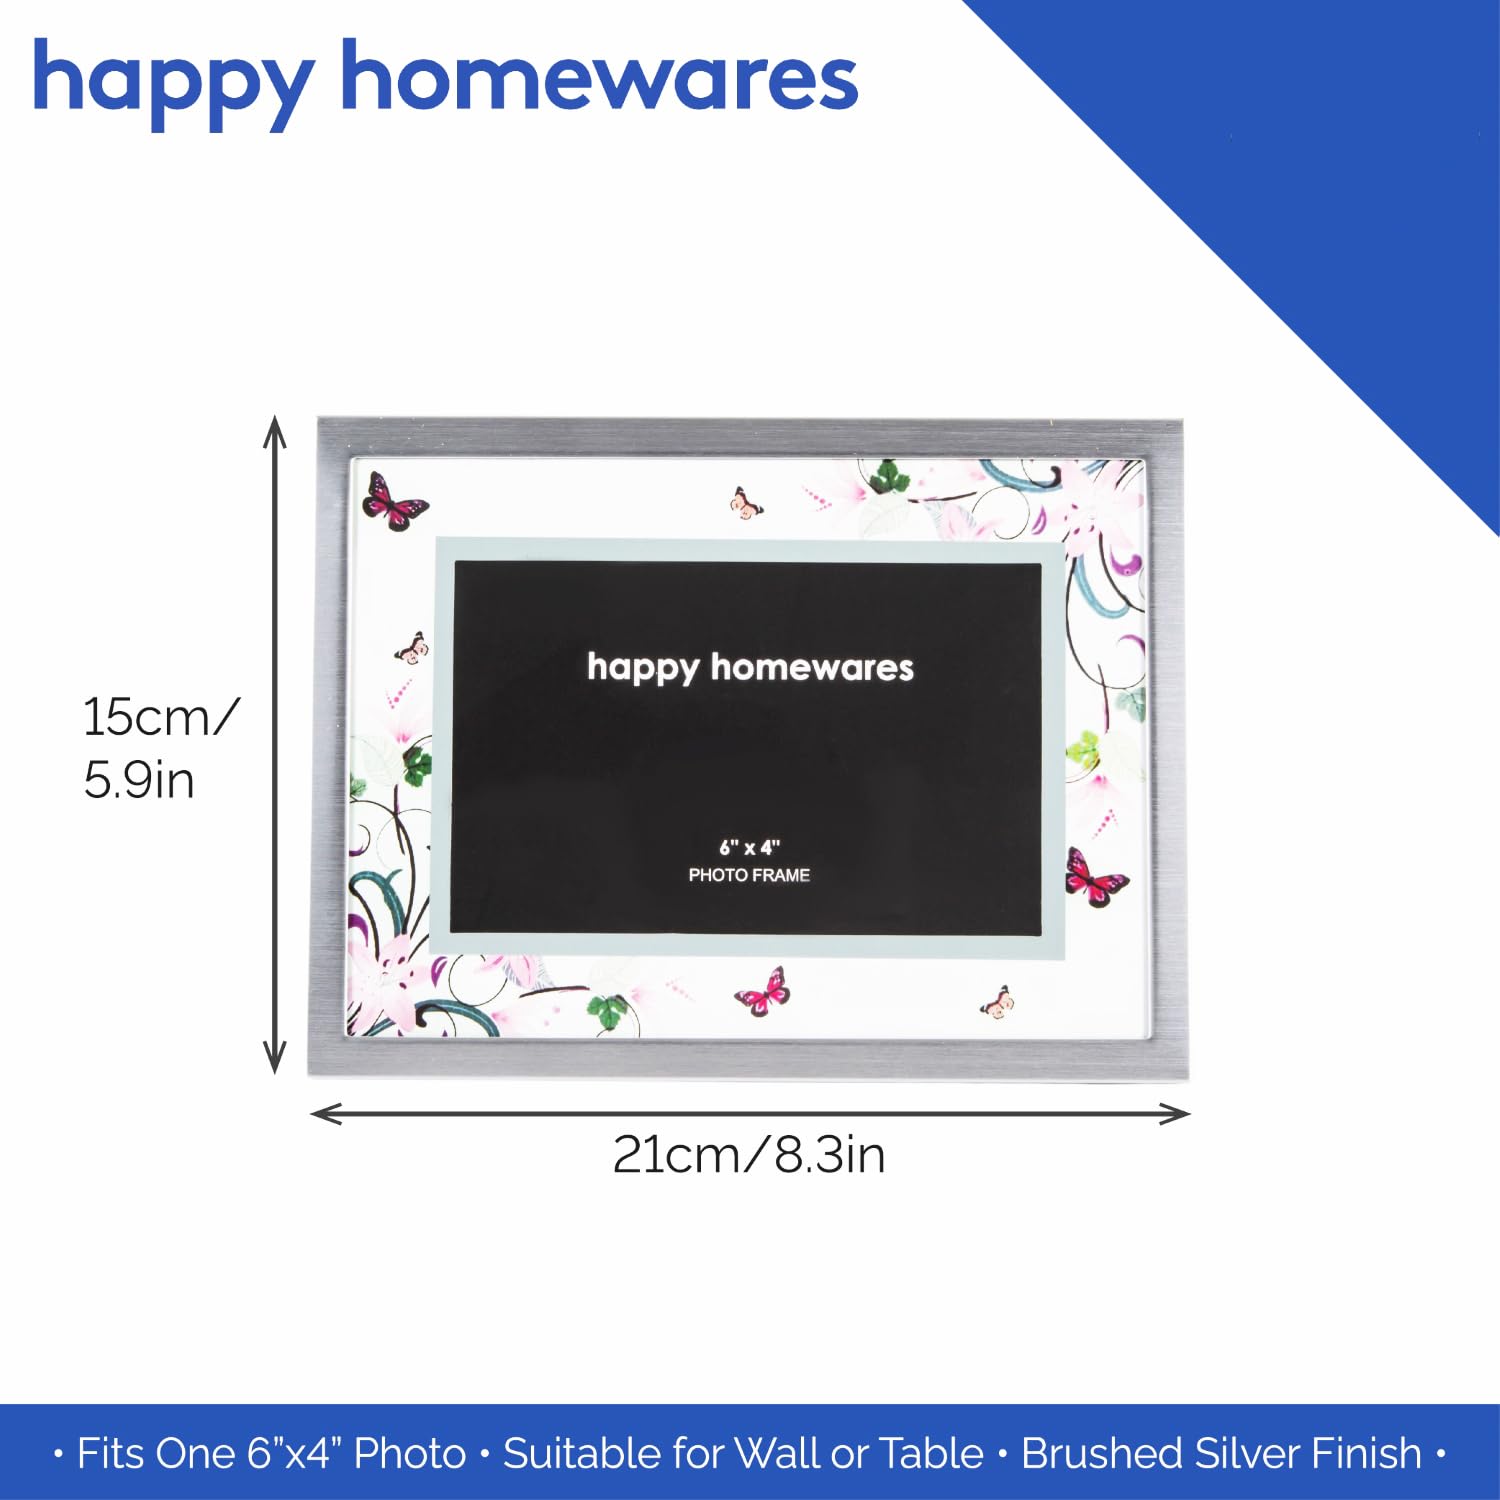 happy homewares
15cm/
5.9in
happy homewares
6" x 4"
PHOTO FRAME
21cm/8.3in
• Fits One 6”x4” Photo • Suitable for Wall or Table • Brushed Silver Finish •